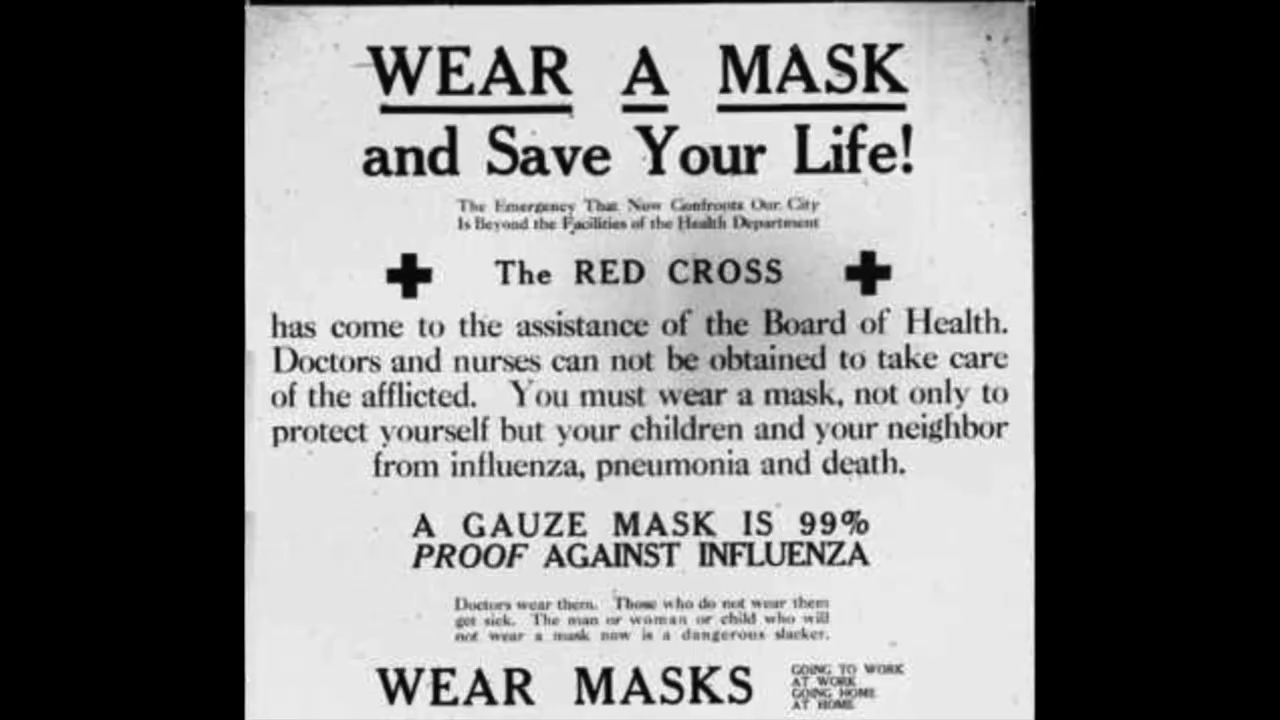 WEAR A MASK
and Save Your Life!
The Emergency That Now Confronts Our City
Is Beyond the Facilities of the Health Department
The RED CROSS
has come to the assistance of the Board of Health.
Doctors and nurses can not be obtained to take care
of the afflicted. You must wear a mask, not only to
protect yourself but your children and your neighbor
from influenza, pneumonia and death.
A GAUZE MASK IS 99%
PROOF AGAINST INFLUENZA
Doctors wear them. Those who do not wear them
get sick. The man or woman or child who will
not wear a mask now is a dangerous slacker.
WEAR MASKS
GOING TO WORK
AT WORK
GOING HOME
AT HOME